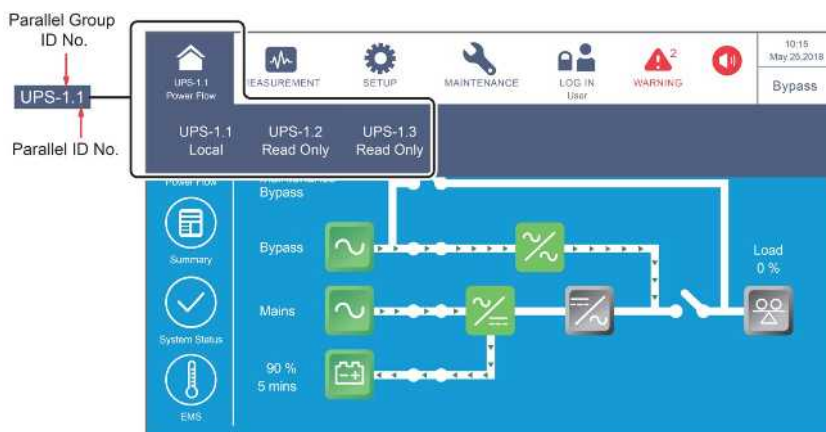 Parallel Group
ID No.
UPS-1.1
Parallel ID No.
UPS-1.1
Power Flow
MEASUREMENT
SETUP
MAINTENANCE
LOG IN
User
2
WARNING
10:15
May 26,2018
Bypass
UPS-1.1
Local
UPS-1.2
Read Only
UPS-1.3
Read Only
Power Flow
Summary
System Status
EMS
Maintenance
Bypass
Bypass
Mains
90 %
5 mins
Load
0 %